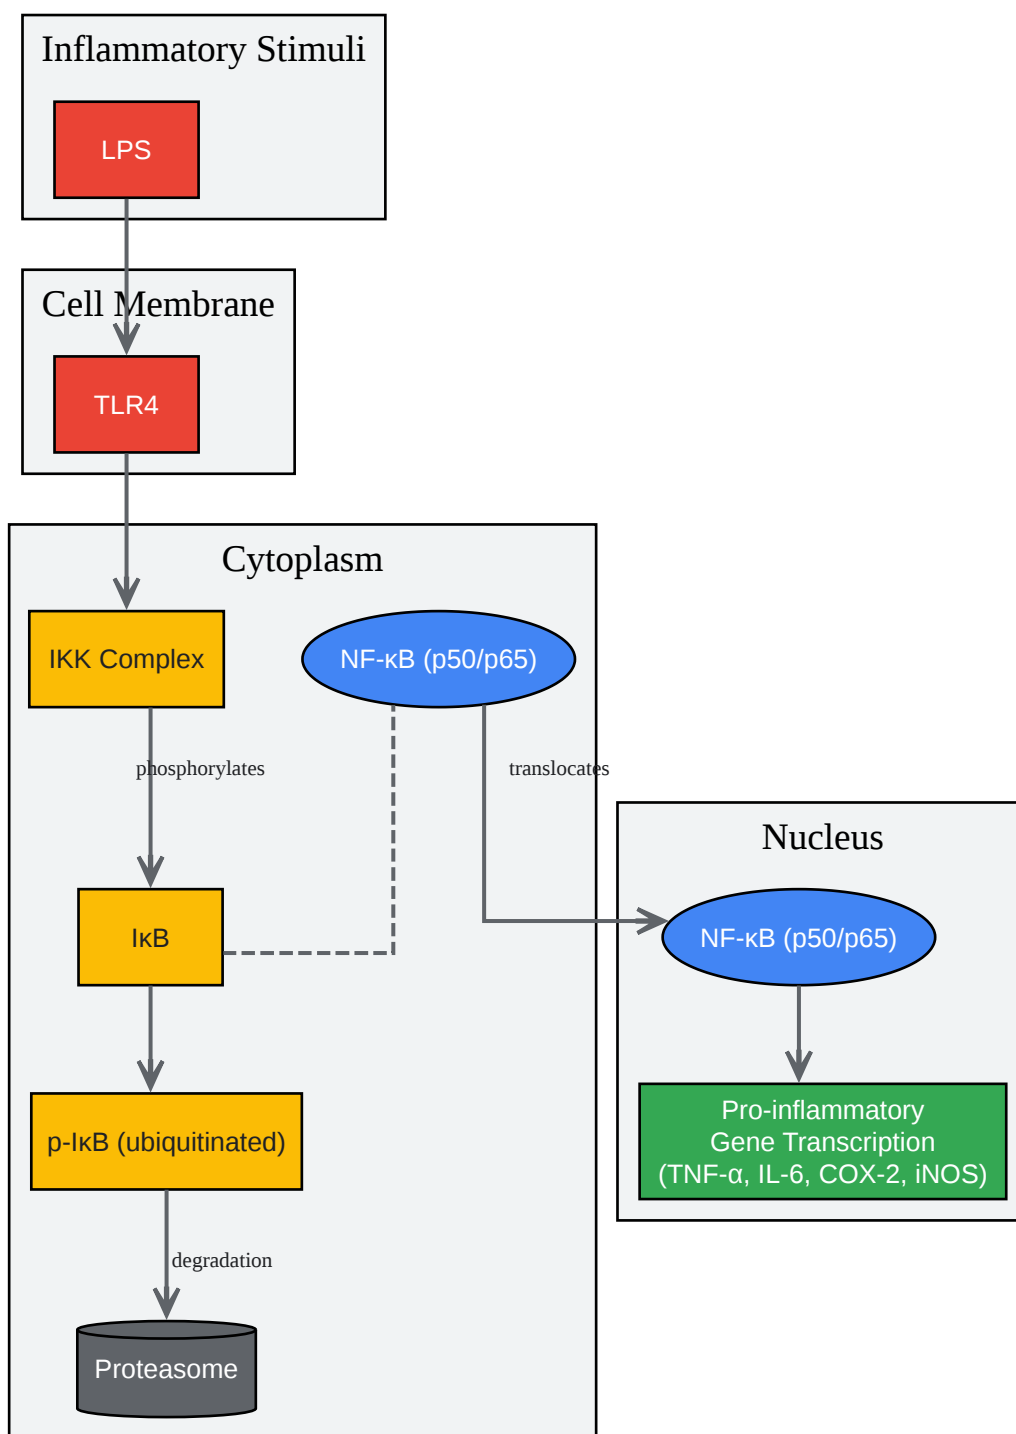 Inflammatory Stimuli
LPS
Cell Membrane
TLR4
Cytoplasm
IKK Complex
NF-κB (p50/p65)
phosphorylates
translocates
Nucleus
IκB
NF-κB (p50/p65)
p-IκB (ubiquitinated)
Pro-inflammatory
Gene Transcription
(TNF-α, IL-6, COX-2, iNOS)
degradation
Proteasome